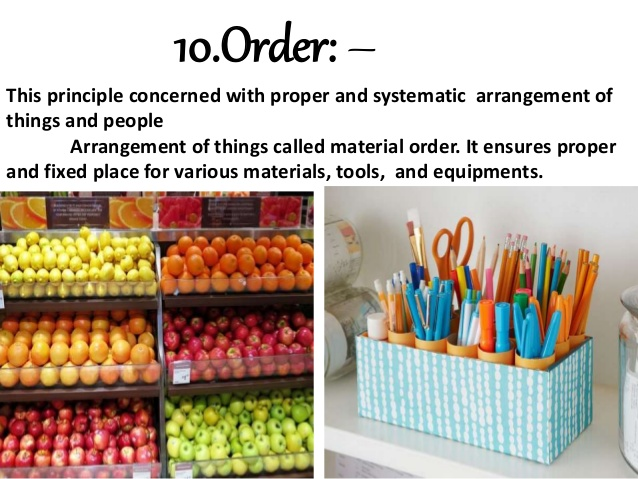 10.Order: –
This principle concerned with proper and systematic  arrangement of
things and people
Arrangement of things called material order. It ensures proper
and fixed place for various materials, tools,  and equipments.